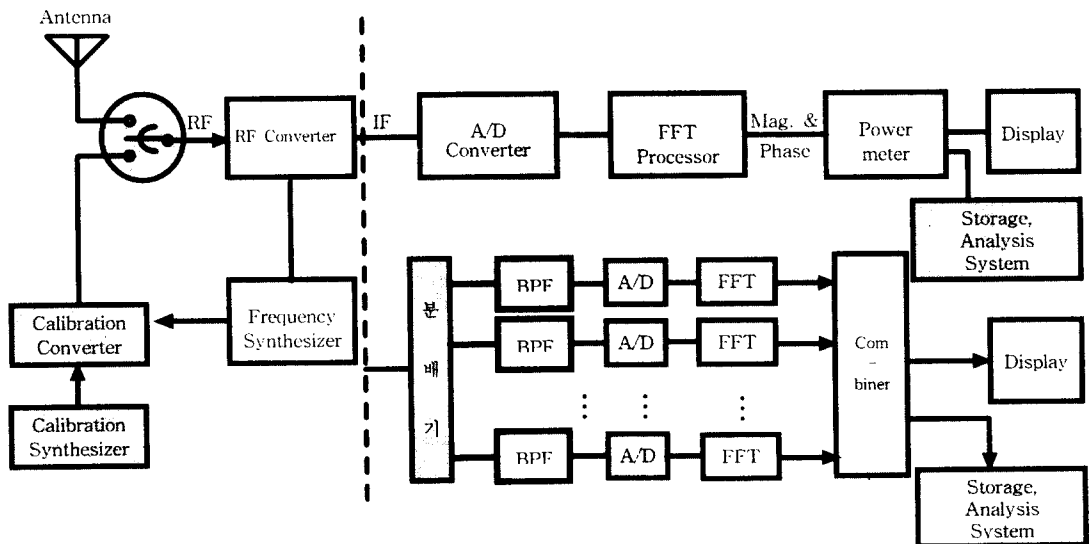 Antenna
RF
RF Converter
IF
A/D
Converter
FFT
Processor
Mag. &
Phase
Power
meter
Display
Storage,
Analysis
System
Calibration
Converter
Frequency
Synthesizer
Calibration
Synthesizer
분
배
기
BPF
A/D
FFT
BPF
A/D
FFT
BPF
A/D
FFT
Com
-
biner
Display
Storage,
Analysis
System